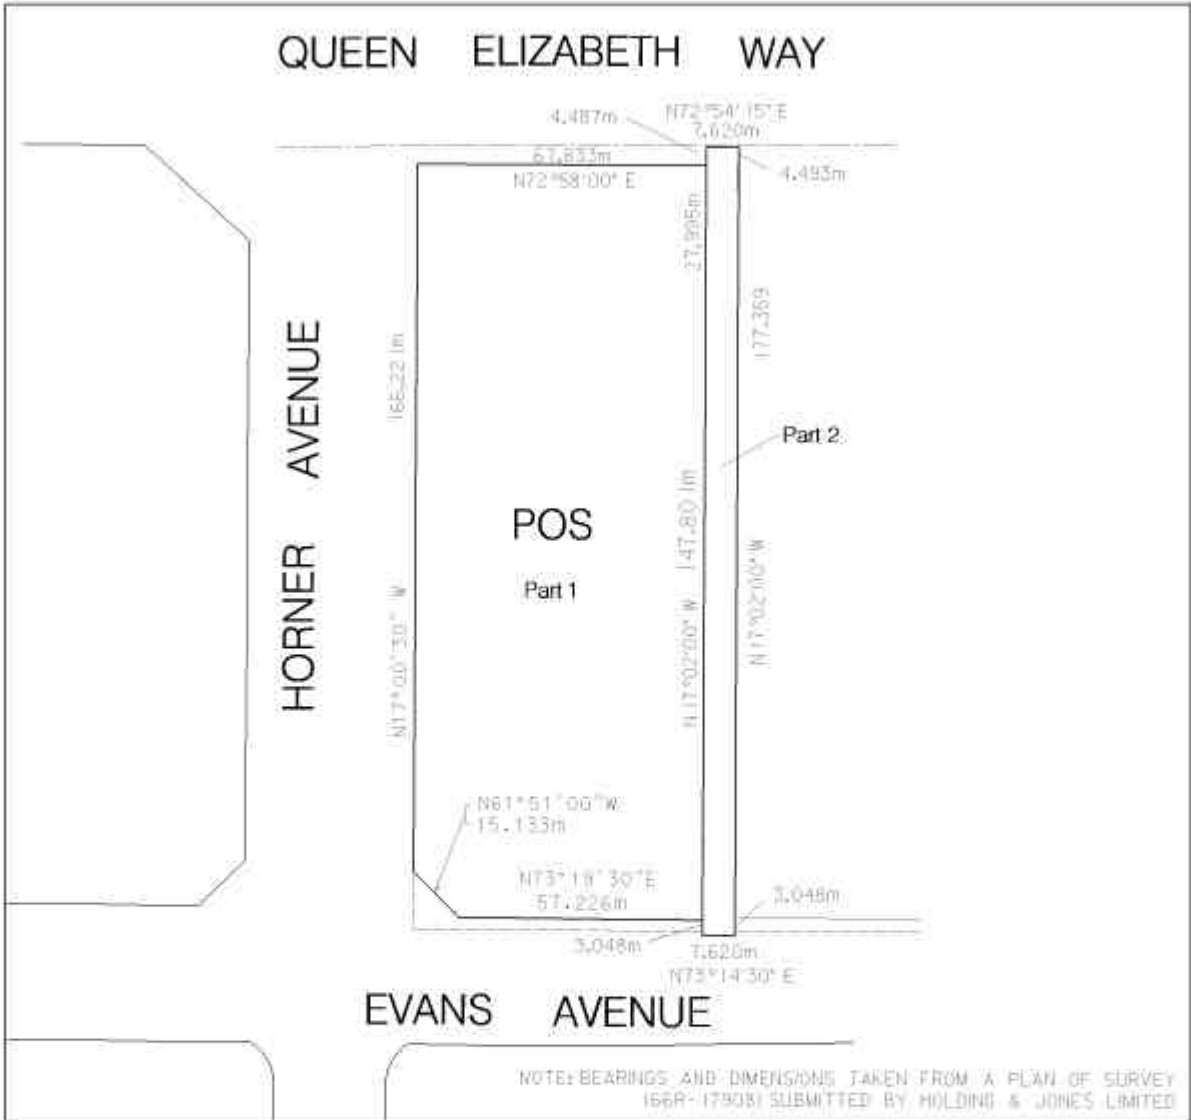 QUEEN ELIZABETH WAY
N72°54'15"E
7.620m
4.487m
4.493m
67.833m
N72°58'00"E
27.995m
177.369
166.221m
HORNER AVENUE
Part 2
147.801m
POS
Part 1
N17°02'00"W
N17°02'00"W
N17°00'30" W
N61°51'00"W
15.133m
N73°19'30"E
57.226m
3.048m
3.048m
7.620m
N73°14'30"E
EVANS AVENUE
NOTE: BEARINGS AND DIMENSIONS TAKEN FROM A PLAN OF SURVEY
(66R-17908) SUBMITTED BY HOLDING & JONES LIMITED